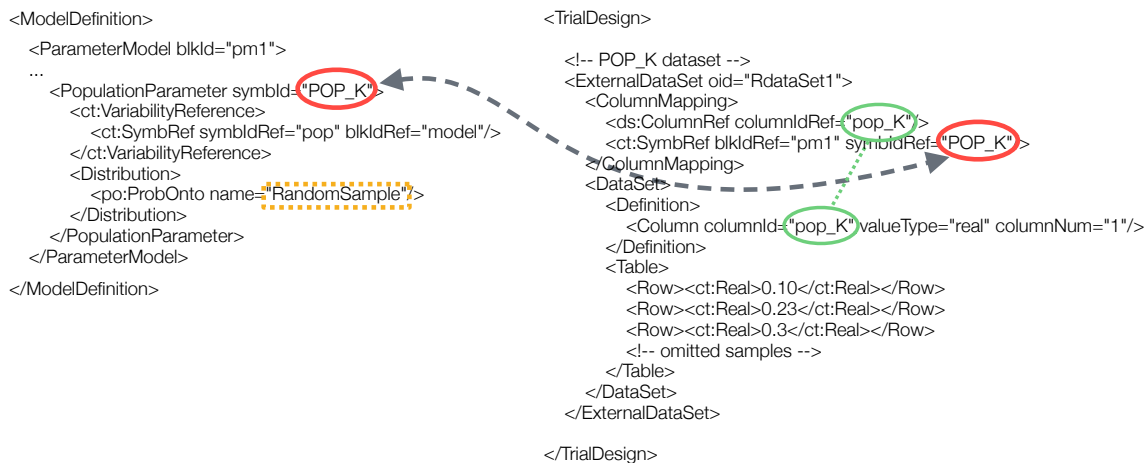 <ModelDefinition>
<ParameterModel blkId="pm1">
...
<PopulationParameter symbId="POP_K">
<ct:VariabilityReference>
<ct:SymbRef symbIdRef="pop" blkIdRef="model"/>
</ct:VariabilityReference>
<Distribution>
<po:ProbOnto name="RandomSample"/>
</Distribution>
</PopulationParameter>
</ParameterModel>
</ModelDefinition>
<TrialDesign>
<!-- POP_K dataset -->
<ExternalDataSet oid="RdataSet1">
<ColumnMapping>
<ds:ColumnRef columnIdRef="pop_K"/>
<ct:SymbRef blkIdRef="pm1" symbIdRef="POP_K"/>
</ColumnMapping>
<DataSet>
<Definition>
<Column columnId="pop_K" valueType="real" columnNum="1"/>
</Definition>
<Table>
<Row><ct:Real>0.10</ct:Real></Row>
<Row><ct:Real>0.23</ct:Real></Row>
<Row><ct:Real>0.3</ct:Real></Row>
<!-- omitted samples -->
</Table>
</DataSet>
</ExternalDataSet>
</TrialDesign>